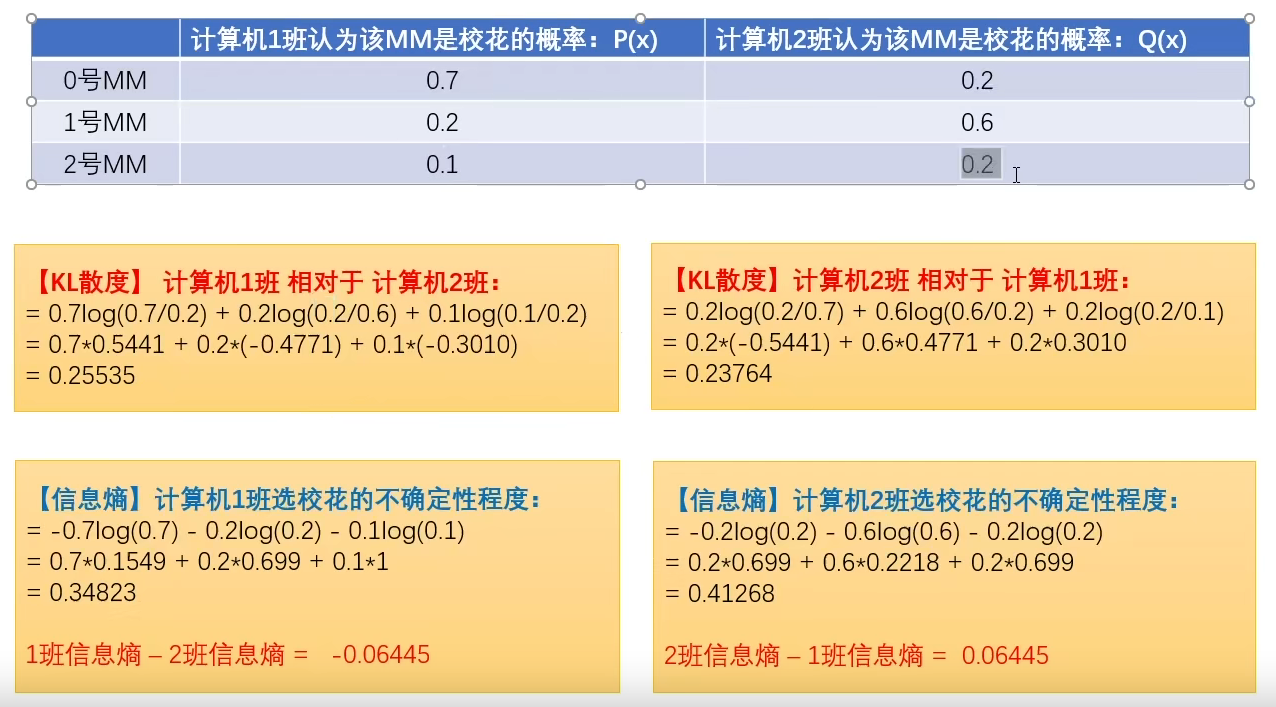 计算机1班认为该MM是校花的概率：P(x) 计算机2班认为该MM是校花的概率：Q(x)
0号MM 0.7 0.2
1号MM 0.2 0.6
2号MM 0.1 0.2
【KL散度】 计算机1班 相对于 计算机2班：
= 0.7log(0.7/0.2) + 0.2log(0.2/0.6) + 0.1log(0.1/0.2)
= 0.7*0.5441 + 0.2*(-0.4771) + 0.1*(-0.3010)
= 0.25535
【KL散度】计算机2班 相对于 计算机1班：
= 0.2log(0.2/0.7) + 0.6log(0.6/0.2) + 0.2log(0.2/0.1)
= 0.2*(-0.5441) + 0.6*0.4771 + 0.2*0.3010
= 0.23764
【信息熵】计算机1班选校花的不确定性程度：
= -0.7log(0.7) - 0.2log(0.2) - 0.1log(0.1)
= 0.7*0.1549 + 0.2*0.699 + 0.1*1
= 0.34823
1班信息熵 – 2班信息熵 = -0.06445
【信息熵】计算机2班选校花的不确定性程度：
= -0.2log(0.2) - 0.6log(0.6) - 0.2log(0.2)
= 0.2*0.699 + 0.6*0.2218 + 0.2*0.699
= 0.41268
2班信息熵 – 1班信息熵 = 0.06445